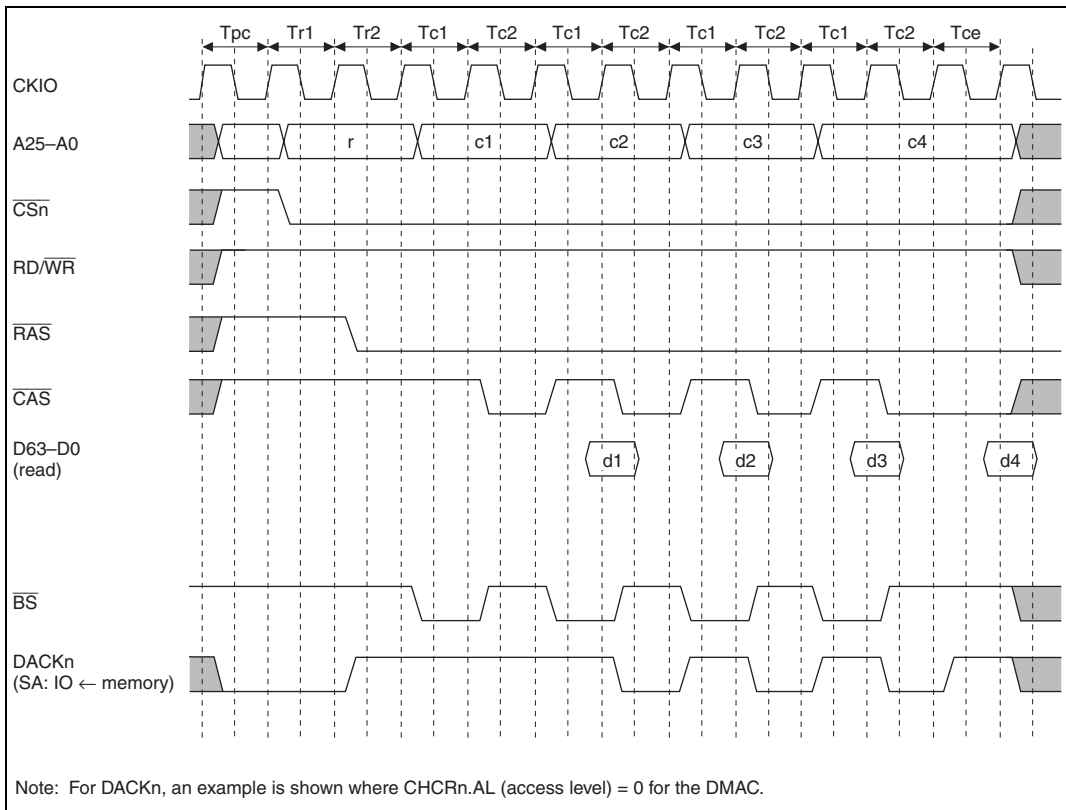 Tpc Tr1 Tr2 Tc1 Tc2 Tc1 Tc2 Tc1 Tc2 Tc1 Tc2 Tce
CKIO
A25–A0 r c1 c2 c3 c4
CSn
RD/WR
RAS
CAS
D63–D0
(read) d1 d2 d3 d4
BS
DACKn
(SA: IO ← memory)
Note: For DACKn, an example is shown where CHCRn.AL (access level) = 0 for the DMAC.